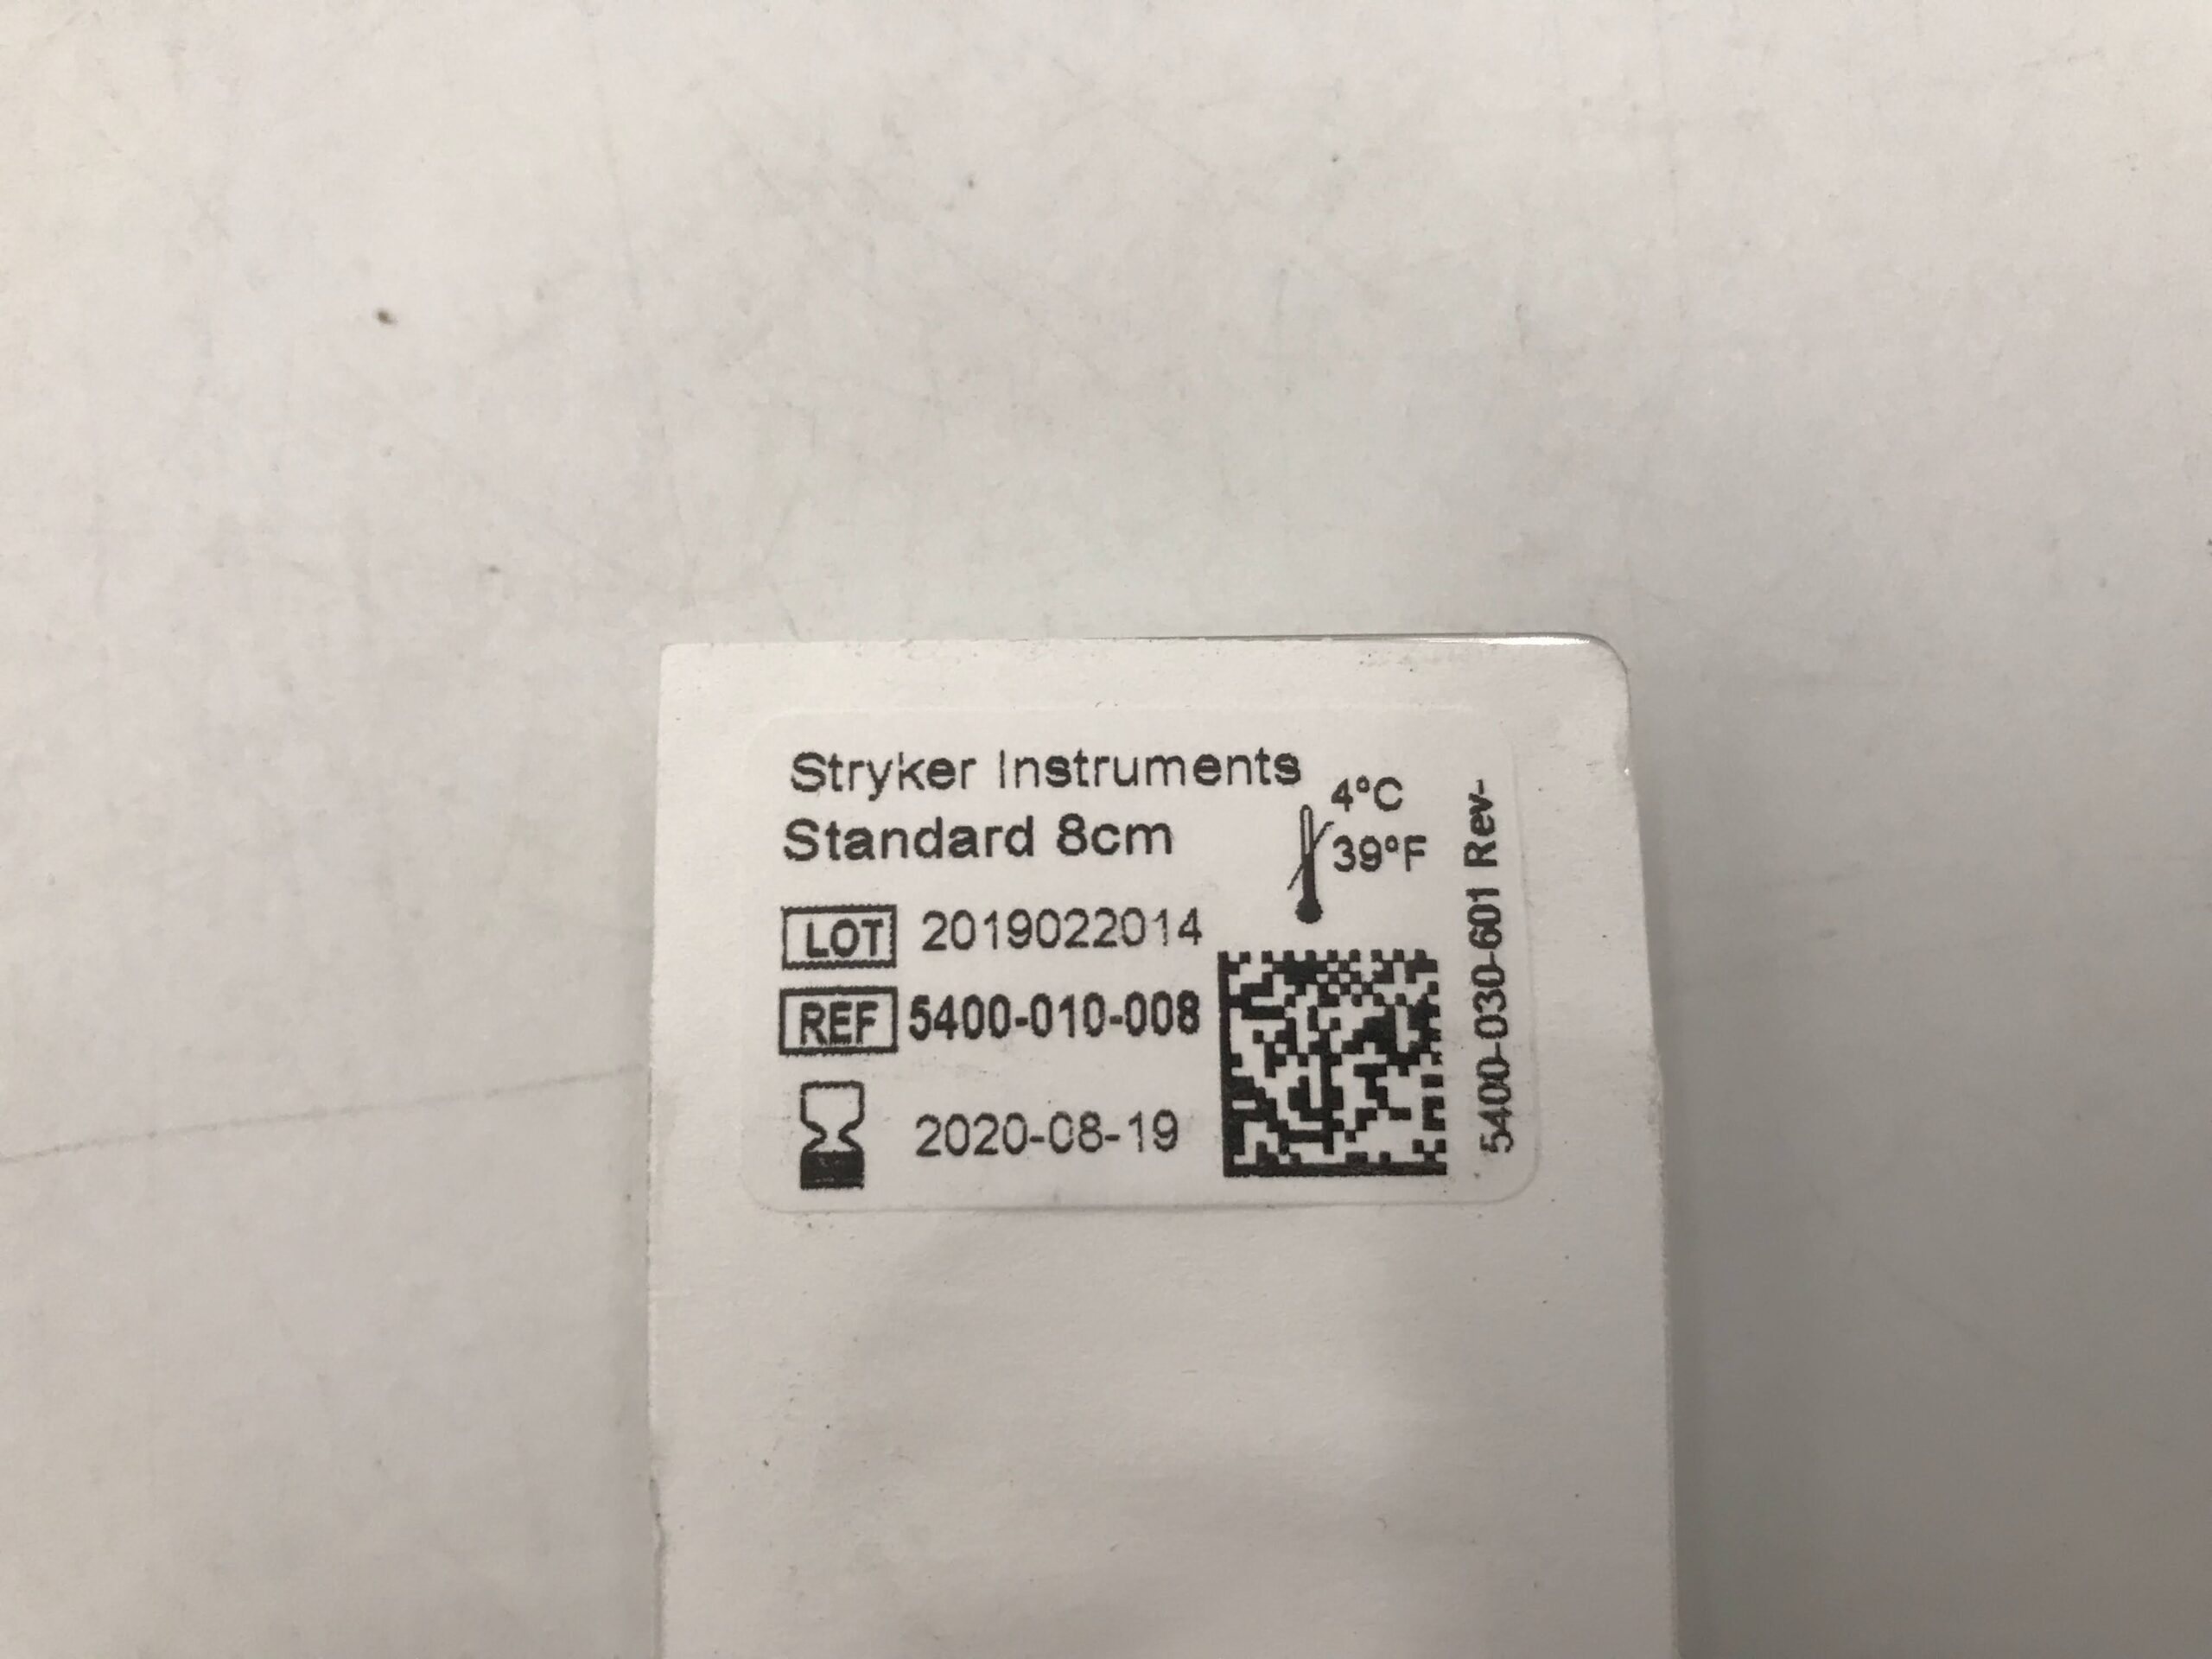 Stryker Instruments
Standard 8cm
4°C
39°F
LOT 2019022014
REF 5400-010-008
2020-08-19
5400-030-601 Rev-